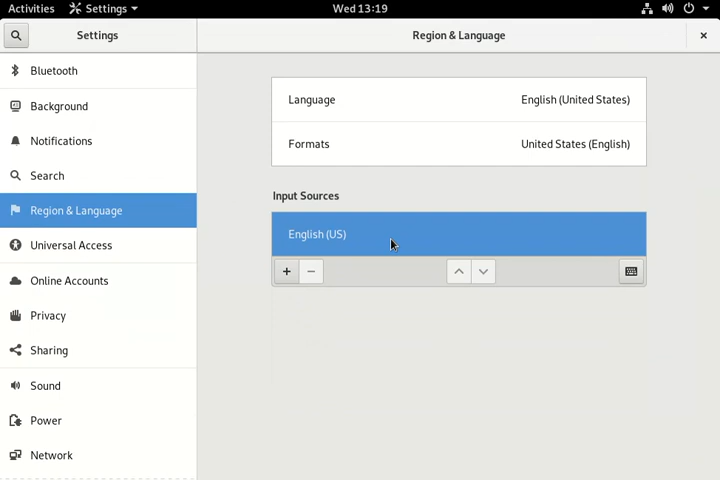 Activities Settings Wed 13:19
Settings Region & Language
Bluetooth
Background
Notifications
Search
Region & Language
Universal Access
Online Accounts
Privacy
Sharing
Sound
Power
Network
Language English (United States)
Formats United States (English)
Input Sources
English (US)